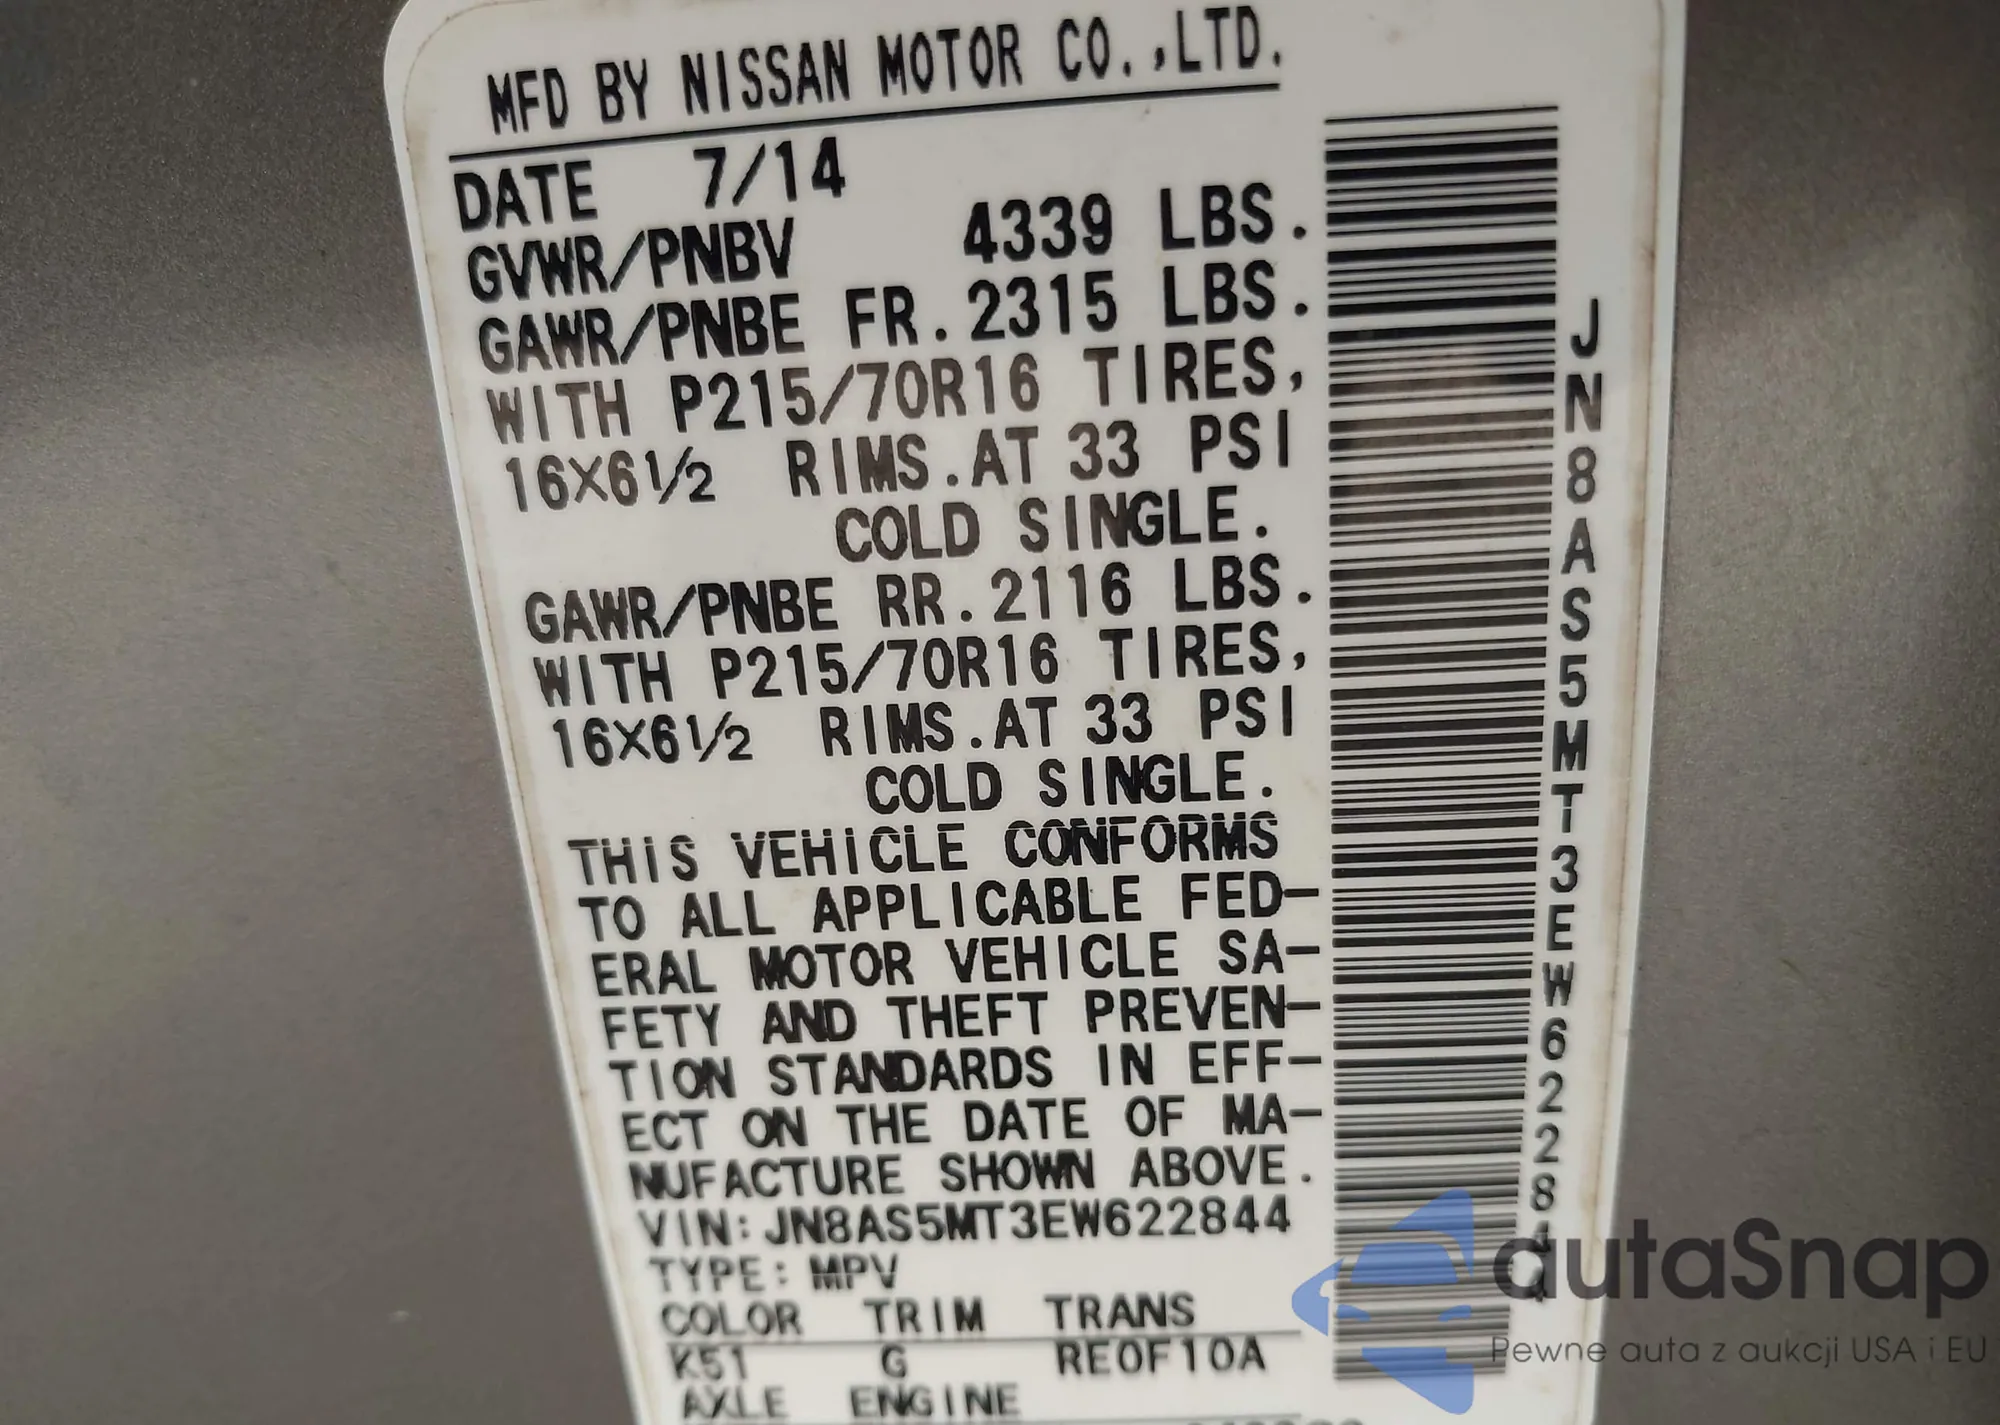 MFD BY NISSAN MOTOR CO.,LTD.
DATE 7/14
GVWR/PNBV 4339 LBS.
GAWR/PNBE FR.2315 LBS.
WITH P215/70R16 TIRES,
16X6½ RIMS.AT 33 PSI
COLD SINGLE.
GAWR/PNBE RR.2116 LBS.
WITH P215/70R16 TIRES,
16X6½ RIMS.AT 33 PSI
COLD SINGLE.
THIS VEHICLE CONFORMS
TO ALL APPLICABLE FED-
ERAL MOTOR VEHICLE SA-
FETY AND THEFT PREVEN-
TION STANDARDS IN EFF-
ECT ON THE DATE OF MA-
NUFACTURE SHOWN ABOVE.
VIN:JN8AS5MT3EW622844
TYPE: MPV
COLOR TRIM TRANS
K51 G RE0F10A
AXLE ENGINE
JN8AS5MT3EW622844
autaSnap
Pewne auta z aukcji USA i EU